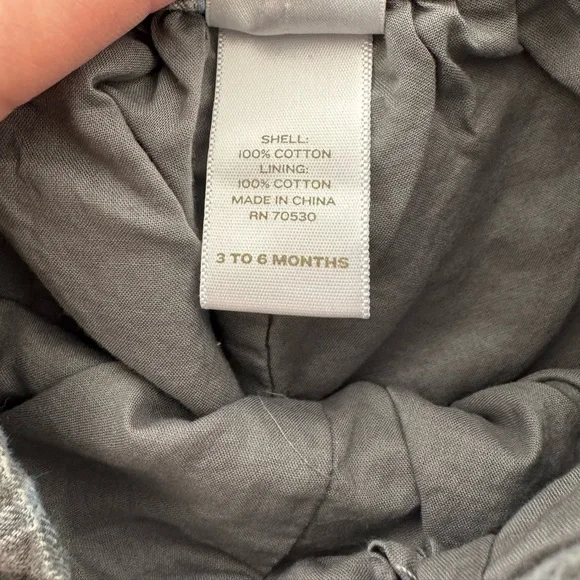 SHELL:
100% COTTON
LINING:
100% COTTON
MADE IN CHINA
RN 70530
3 TO 6 MONTHS